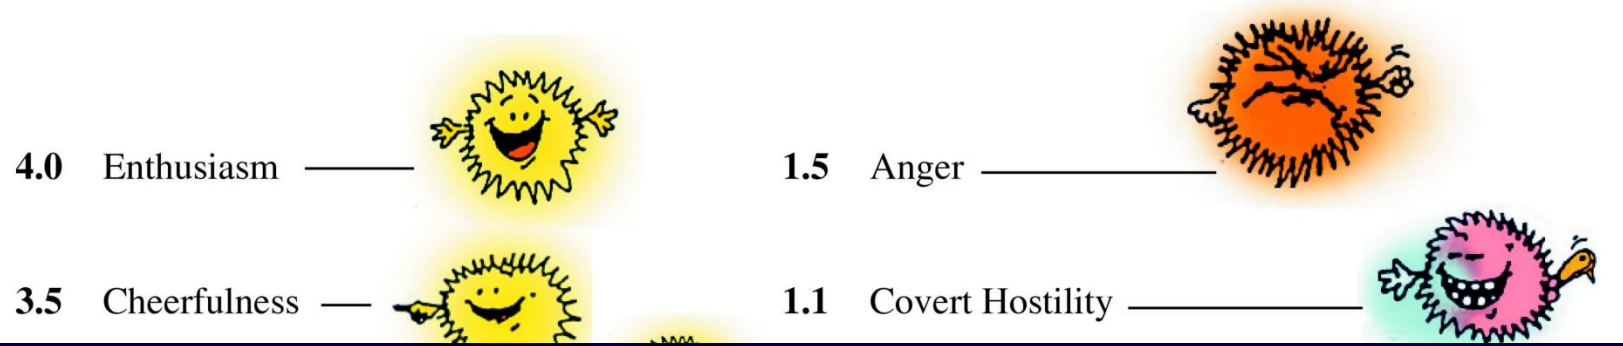 4.0 Enthusiasm
3.5 Cheerfulness
1.5 Anger
1.1 Covert Hostility